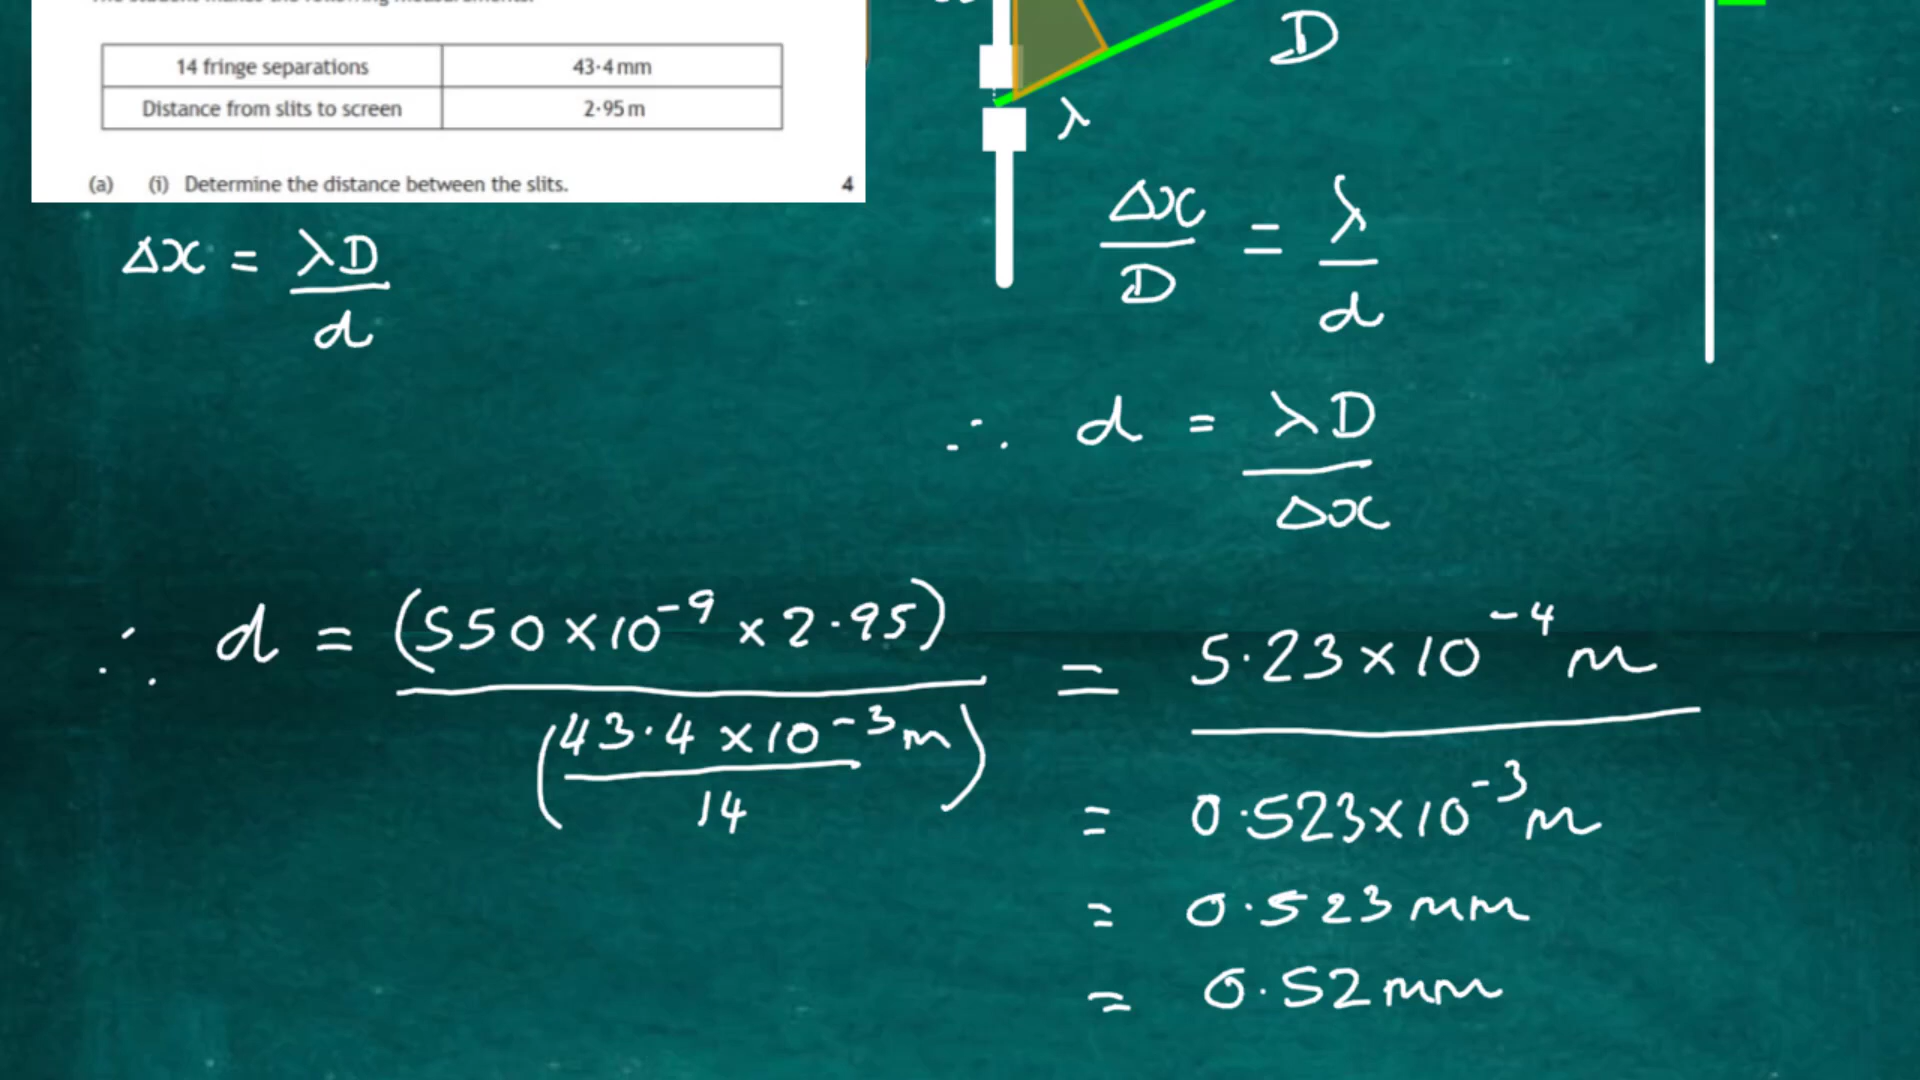 14 fringe separations 43·4 mm
Distance from slits to screen 2·95 m
(a) (i) Determine the distance between the slits. 4
D
λ
Δx = λD / d
Δx / D = λ / d
∴ d = λD / Δx
∴ d = (550 × 10⁻⁹ × 2·95) / (43·4 × 10⁻³ m / 14) = 5·23 × 10⁻⁴ m
= 0·523 × 10⁻³ m
= 0·523 mm
= 0·52 mm